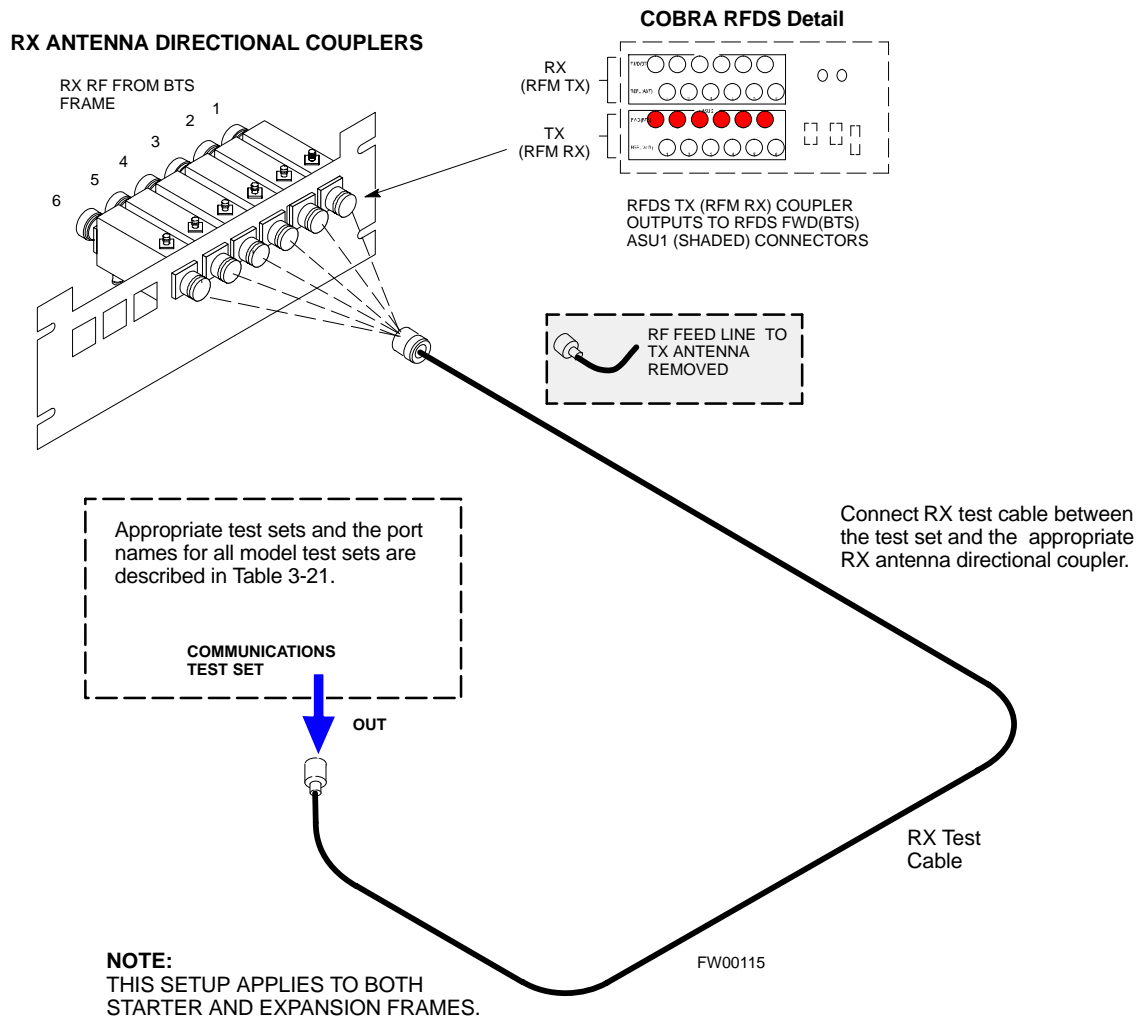 COBRA RFDS Detail
RX ANTENNA DIRECTIONAL COUPLERS
RX RF FROM BTS
FRAME
1
2
3
4
5
6
RX
(RFM TX)
TX
(RFM RX)
RFDS TX (RFM RX) COUPLER
OUTPUTS TO RFDS FWD(BTS)
ASU1 (SHADED) CONNECTORS
RF FEED LINE TO
TX ANTENNA
REMOVED
Appropriate test sets and the port
names for all model test sets are
described in Table 3-21.
COMMUNICATIONS
TEST SET
OUT
Connect RX test cable between
the test set and the appropriate
RX antenna directional coupler.
RX Test
Cable
FW00115
NOTE:
THIS SETUP APPLIES TO BOTH
STARTER AND EXPANSION FRAMES.